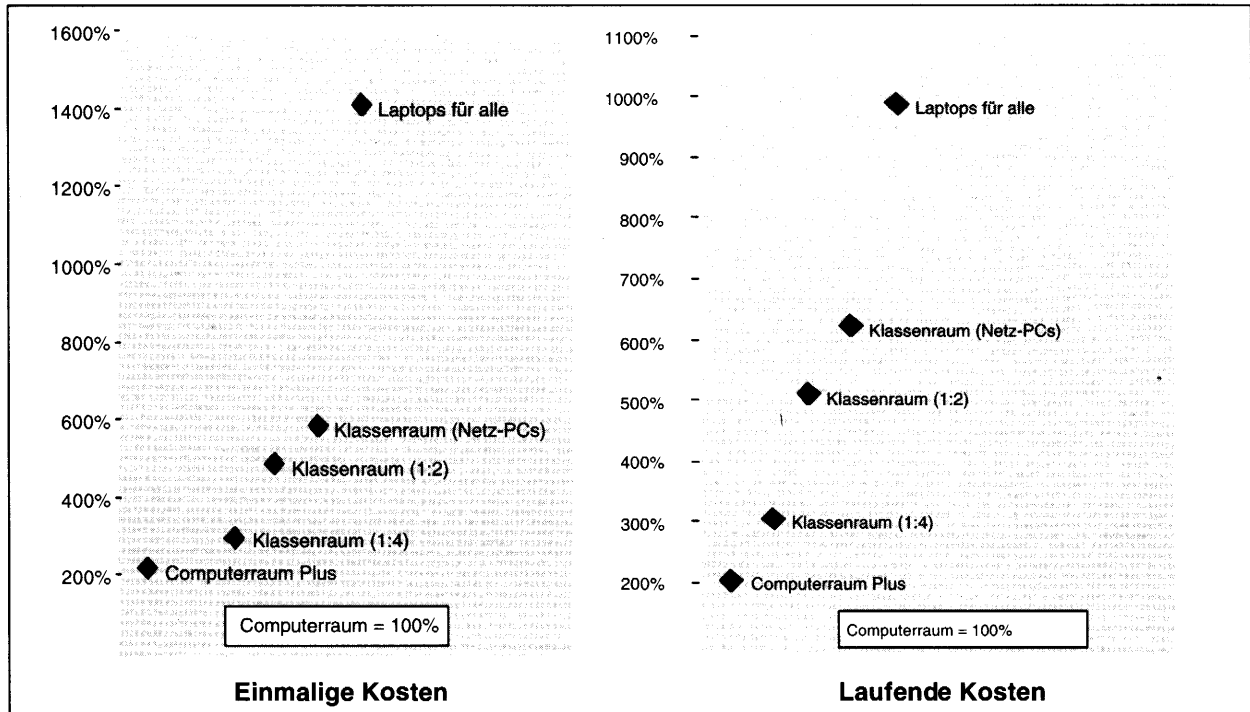 1600%
1400%
1200%
1000%
800%
600%
400%
200%
Laptops für alle
Klassenraum (Netz-PCs)
Klassenraum (1:2)
Klassenraum (1:4)
Computerraum Plus
Computerraum = 100%
Einmalige Kosten
1100%
1000%
900%
800%
700%
600%
500%
400%
300%
200%
Laptops für alle
Klassenraum (Netz-PCs)
Klassenraum (1:2)
Klassenraum (1:4)
Computerraum Plus
Computerraum = 100%
Laufende Kosten